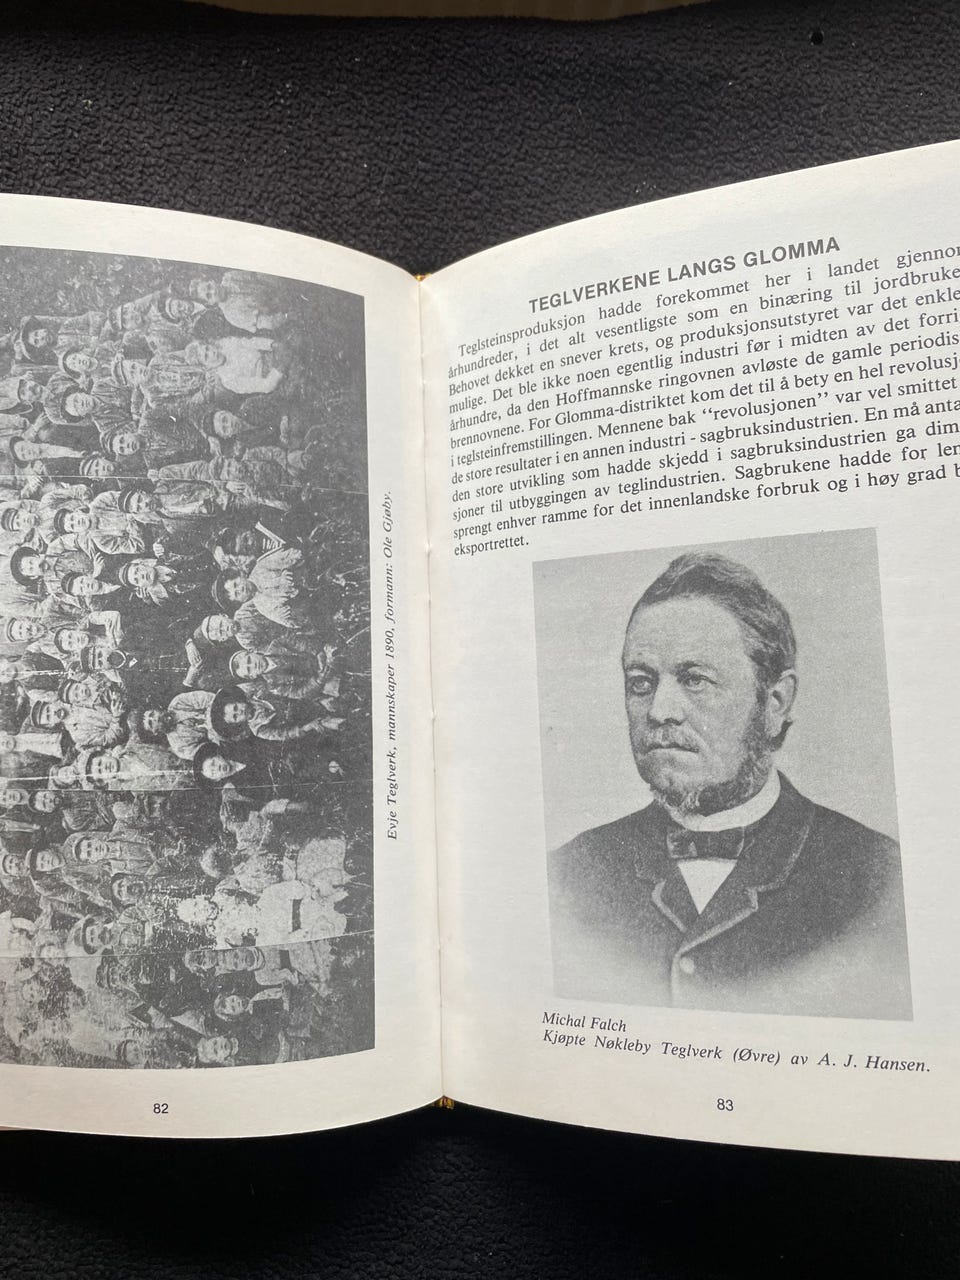 Evje Teglverk, mannskaper 1890, formann: Ole Gjøby.
82
TEGLVERKENE LANGS GLOMMA
Teglsteinsproduksjon hadde forekommet her i landet
århundreder, i det alt vesentligste som en binæring til
Behovet dekket en snever krets, og produksjonsutstyret var det
mulige. Det ble ikke noen egentlig industri før i midten av det
århundre, da den Hoffmannske ringovnen avløste de gamle
brennovnene. For Glomma-distriktet kom det til å bety en hel
i teglsteinfremstillingen. Mennene bak “revolusjonen” var vel smittet
de store resultater i en annen industri - sagbruksindustrien. En må
den store utvikling som hadde skjedd i sagbruksindustrien ga
sjoner til utbyggingen av teglindustrien. Sagbrukene hadde for
sprengt enhver ramme for det innenlandske forbruk og i høy grad
eksportrettet.
Michal Falch
Kjøpte Nøkleby Teglverk (Øvre) av A. J. Hansen.
83